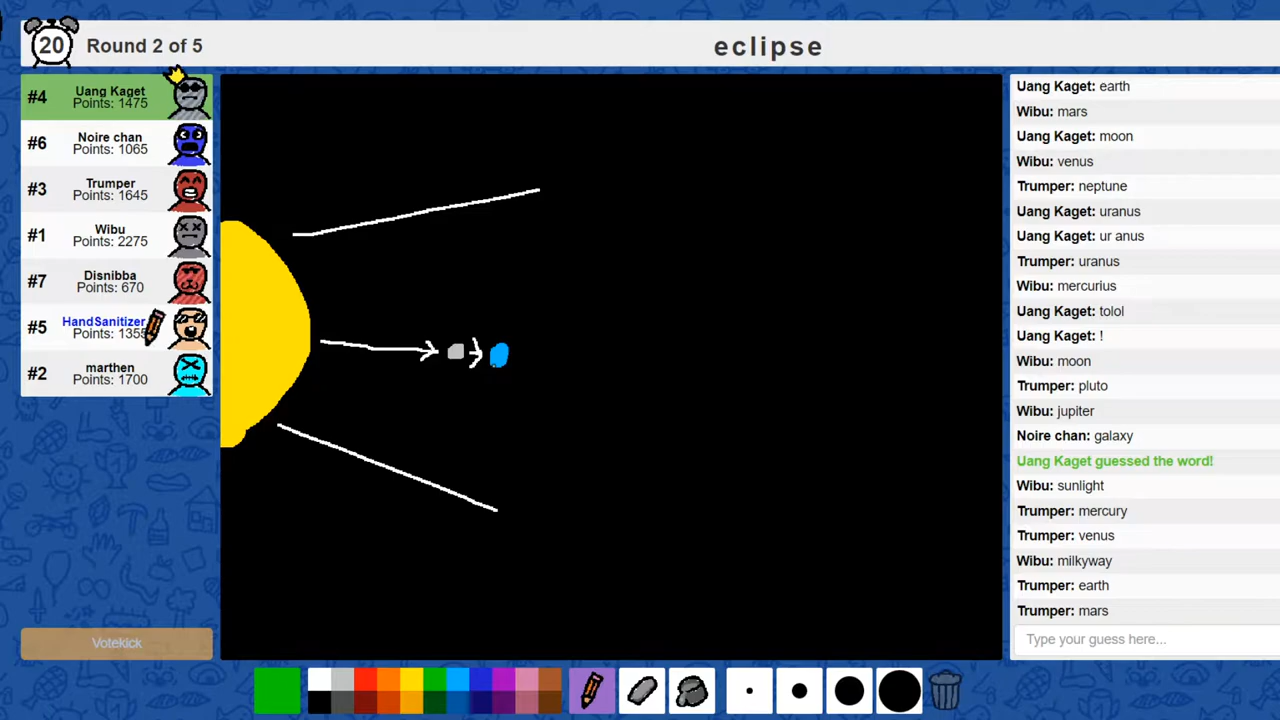 20
Round 2 of 5
eclipse
#4
Uang Kaget
Points: 1475
#6
Noire chan
Points: 1065
#3
Trumper
Points: 1645
#1
Wibu
Points: 2275
#7
Disnibba
Points: 670
#5
HandSanitizer
Points: 1355
#2
marthen
Points: 1700
Votekick
Uang Kaget: earth
Wibu: mars
Uang Kaget: moon
Wibu: venus
Trumper: neptune
Uang Kaget: uranus
Uang Kaget: ur anus
Trumper: uranus
Wibu: mercurius
Uang Kaget: tolol
Uang Kaget: !
Wibu: moon
Trumper: pluto
Wibu: jupiter
Noire chan: galaxy
Uang Kaget guessed the word!
Wibu: sunlight
Trumper: mercury
Trumper: venus
Wibu: milkyway
Trumper: earth
Trumper: mars
Type your guess here...